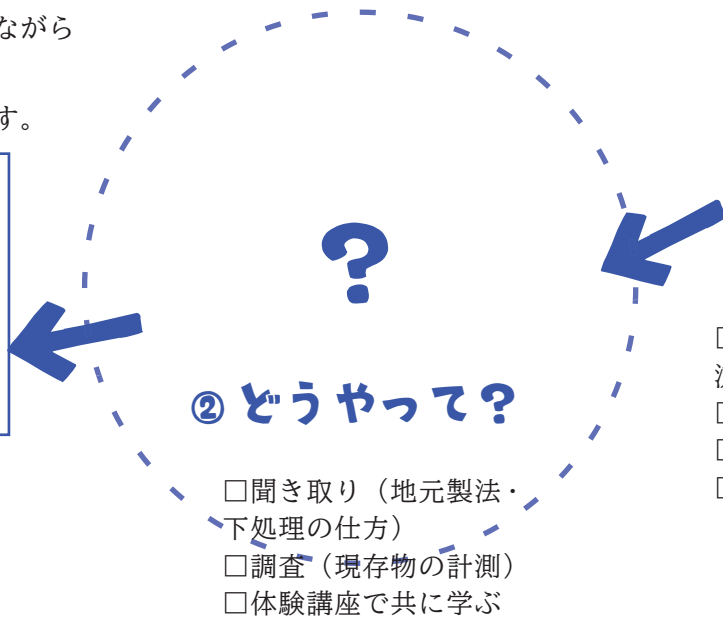 ながら
す。
?
② どうやって?
□聞き取り（地元製法・
下処理の仕方）
□調査（現存物の計測）
□体験講座で共に学ぶ
□
□
□
□